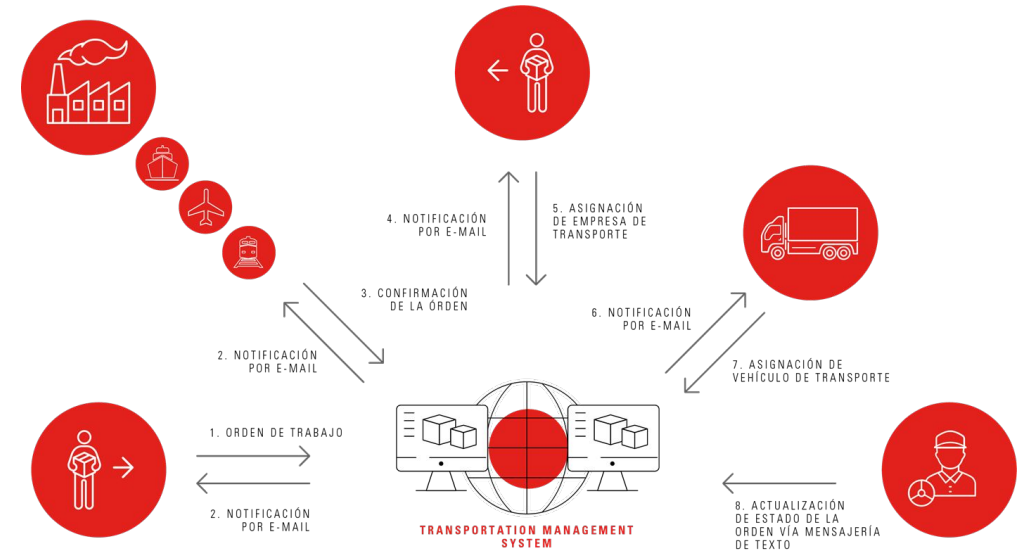 4. NOTIFICACIÓN
POR E-MAIL
5. ASIGNACIÓN
DE EMPRESA DE
TRANSPORTE
3. CONFIRMACIÓN
DE LA ÓRDEN
6. NOTIFICACIÓN
POR E-MAIL
2. NOTIFICACIÓN
POR E-MAIL
7. ASIGNACIÓN DE
VEHÍCULO DE TRANSPORTE
1. ORDEN DE TRABAJO
2. NOTIFICACIÓN
POR E-MAIL
8. ACTUALIZACIÓN
DE ESTADO DE LA
ORDEN VÍA MENSAJERÍA
DE TEXTO
TRANSPORTATION MANAGEMENT
SYSTEM